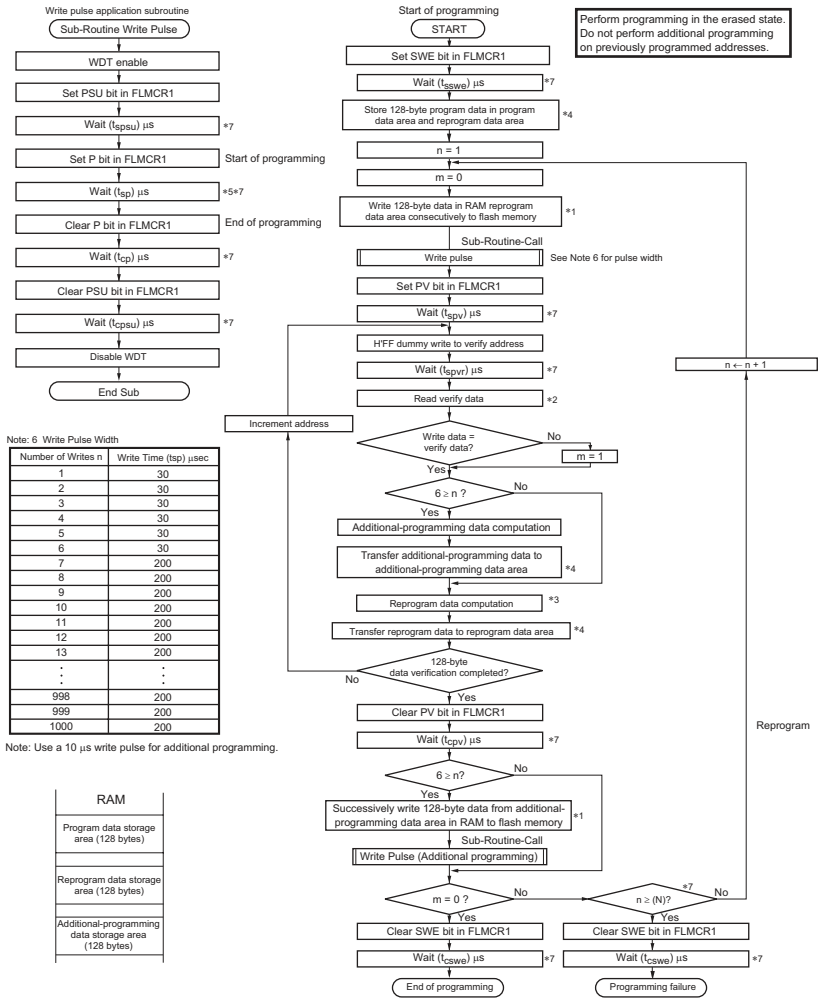 Write pulse application subroutine
Sub-Routine Write Pulse
WDT enable
Set PSU bit in FLMCR1
Wait (tspsu) μs
*7
Set P bit in FLMCR1
Start of programming
Wait (tsp) μs
*5*7
Clear P bit in FLMCR1
End of programming
Wait (tcp) μs
*7
Clear PSU bit in FLMCR1
Wait (tcpsu) μs
*7
Disable WDT
End Sub
Note: 6 Write Pulse Width
Number of Writes n Write Time (tsp) μsec
1 30
2 30
3 30
4 30
5 30
6 30
7 200
8 200
9 200
10 200
11 200
12 200
13 200
998 200
999 200
1000 200
Note: Use a 10 μs write pulse for additional programming.
RAM
Program data storage
area (128 bytes)
Reprogram data storage
area (128 bytes)
Additional-programming
data storage area
(128 bytes)
Start of programming
START
Set SWE bit in FLMCR1
Wait (tsswe) μs
*7
Store 128-byte program data in program
data area and reprogram data area
*4
n = 1
m = 0
Write 128-byte data in RAM reprogram
data area consecutively to flash memory
*1
Sub-Routine-Call
Write pulse
See Note 6 for pulse width
Set PV bit in FLMCR1
Wait (tspv) μs
*7
H'FF dummy write to verify address
Wait (tspvr) μs
*7
Read verify data
*2
Increment address
Write data =
verify data?
No
m = 1
Yes
6 ≥ n ?
No
Yes
Additional-programming data computation
Transfer additional-programming data to
additional-programming data area
*4
Reprogram data computation
*3
Transfer reprogram data to reprogram data area
*4
128-byte
data verification completed?
No
Yes
Clear PV bit in FLMCR1
Wait (tcpv) μs
*7
6 ≥ n?
No
Yes
Successively write 128-byte data from additional-
programming data area in RAM to flash memory
*1
Sub-Routine-Call
Write Pulse (Additional programming)
m = 0 ?
No
Yes
Clear SWE bit in FLMCR1
Wait (tcswe) μs
*7
End of programming
n ≥ (N)?
*7
No
Yes
Clear SWE bit in FLMCR1
Wait (tcswe) μs
*7
Programming failure
n ← n + 1
Reprogram
Perform programming in the erased state.
Do not perform additional programming
on previously programmed addresses.